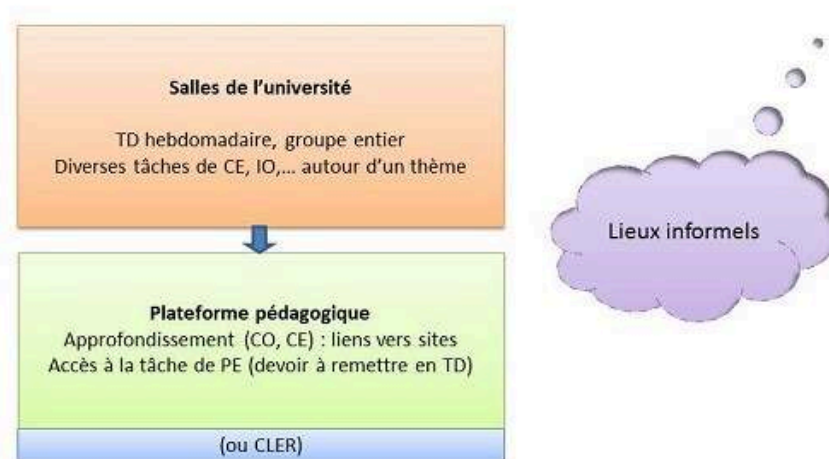 Salles de l'université
TD hebdomadaire, groupe entier
Diverses tâches de CE, IO,... autour d'un thème
Plateforme pédagogique
Approfondissement (CO, CE) : liens vers sites
Accès à la tâche de PE (devoir à remettre en TD)
(ou CLER)
Lieux informels